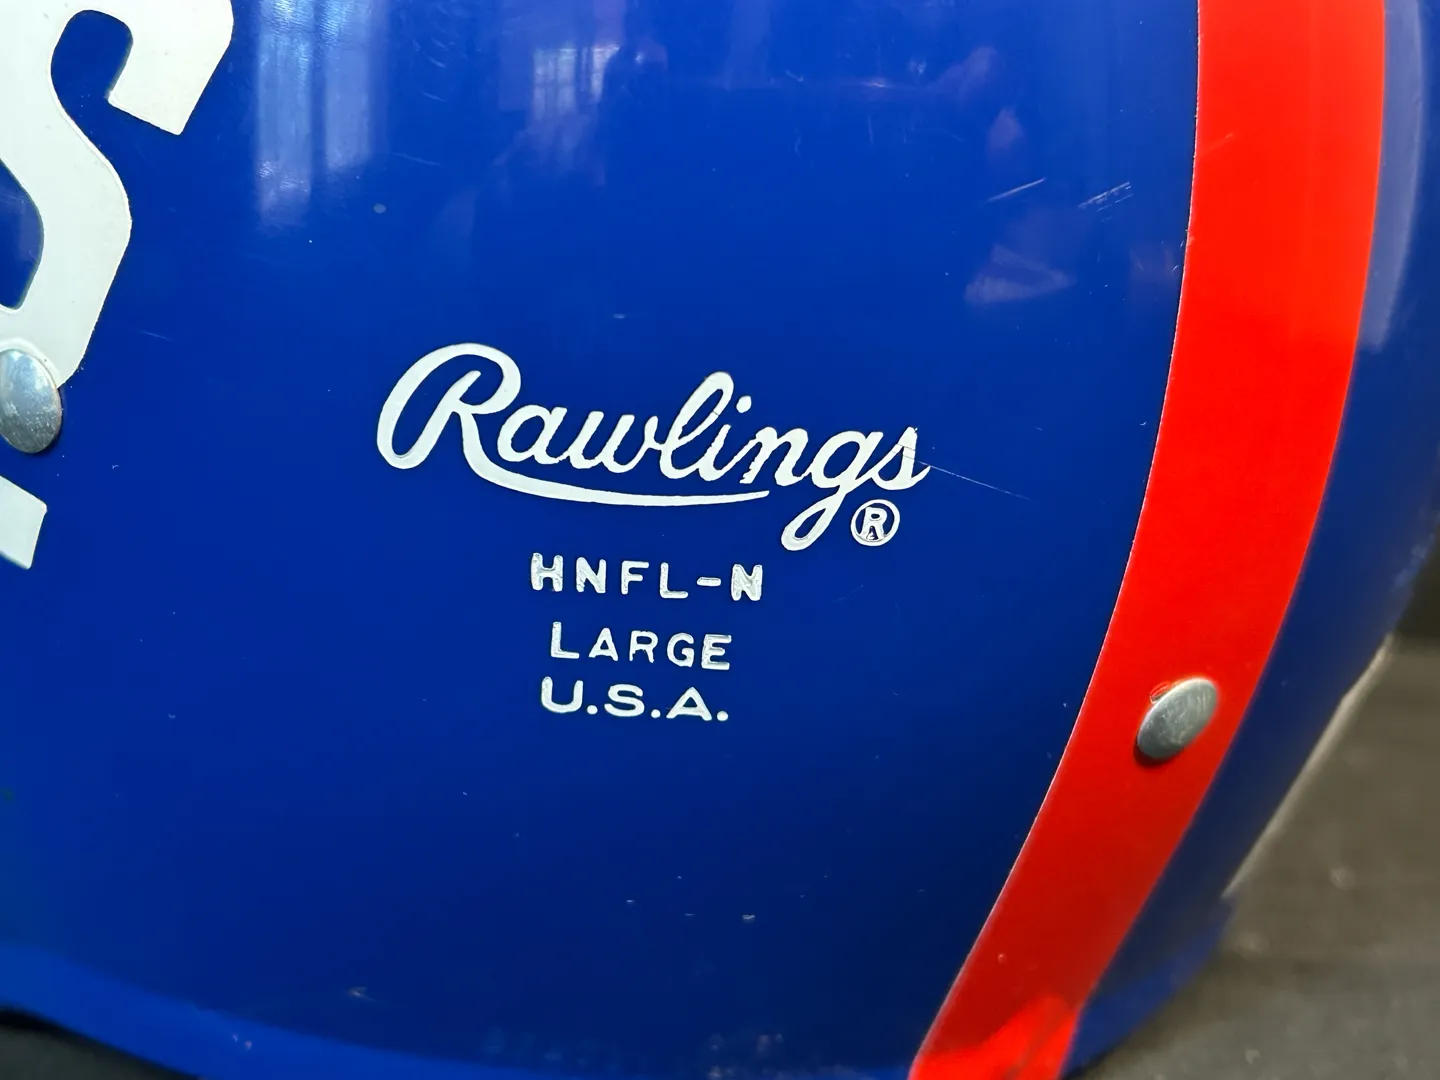 S
Rawlings®
HNFL-N
LARGE
U.S.A.